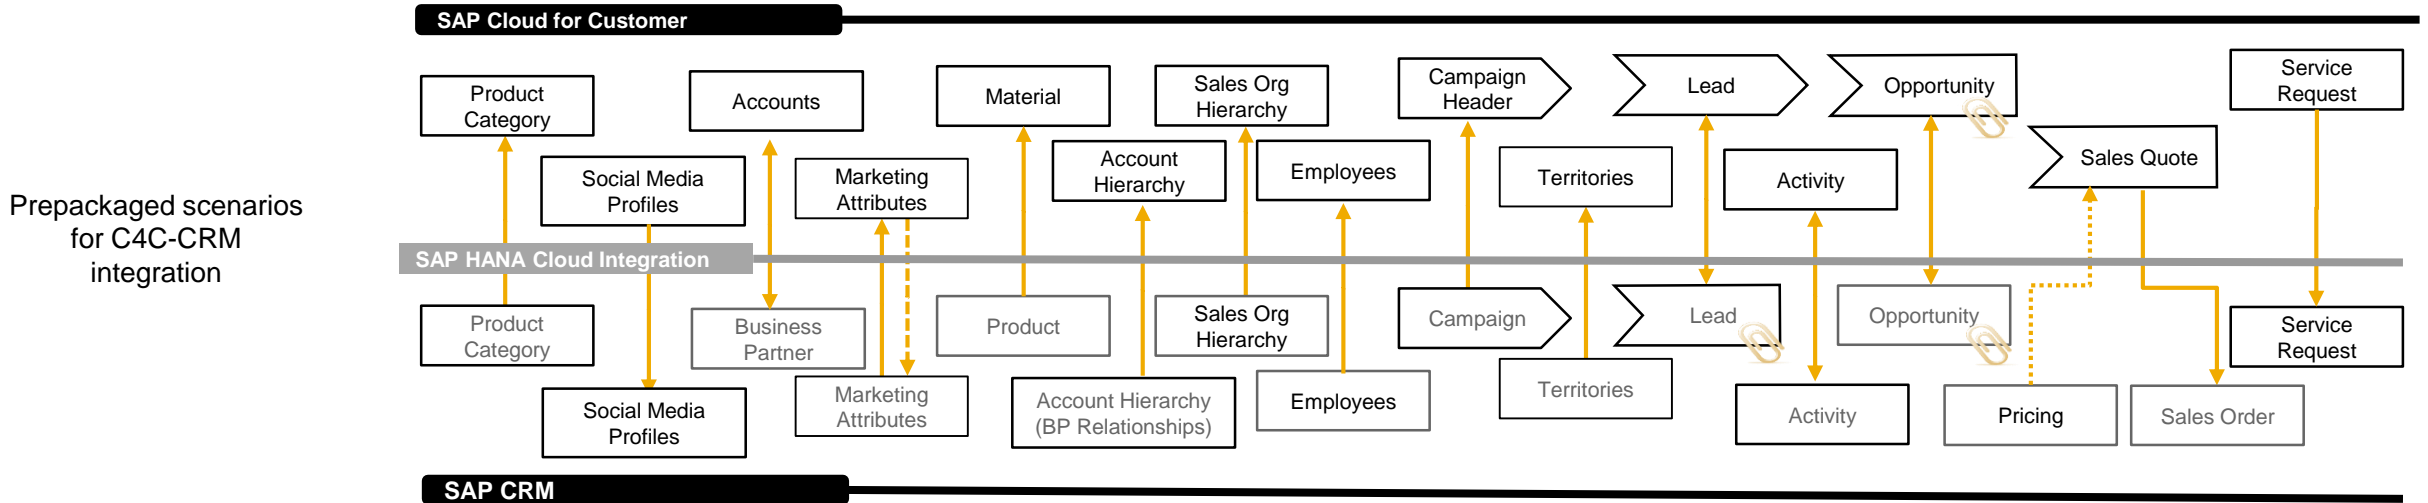 SAP Cloud for Customer
Product
Category
Accounts
Material
Sales Org
Hierarchy
Campaign
Header
Lead
Opportunity
Service
Request
Social Media
Profiles
Marketing
Attributes
Account
Hierarchy
Employees
Territories
Activity
Sales Quote
Prepackaged scenarios
for C4C-CRM
integration
SAP HANA Cloud Integration
Product
Category
Business
Partner
Product
Sales Org
Hierarchy
Campaign
Lead
Opportunity
Service
Request
Social Media
Profiles
Marketing
Attributes
Account Hierarchy
(BP Relationships)
Employees
Territories
Activity
Pricing
Sales Order
SAP CRM